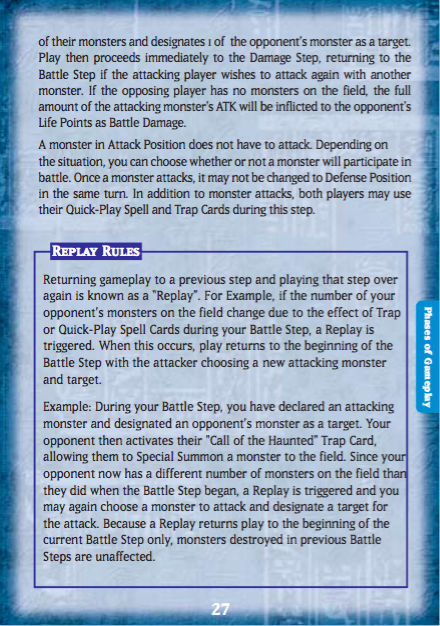 of their monsters and designates 1 of the opponent's monster as a target.
Play then proceeds immediately to the Damage Step, returning to the
Battle Step if the attacking player wishes to attack again with another
monster. If the opposing player has no monsters on the field, the full
amount of the attacking monster's ATK will be inflicted to the opponent's
Life Points as Battle Damage.
A monster in Attack Position does not have to attack. Depending on
the situation, you can choose whether or not a monster will participate in
battle. Once a monster attacks, it may not be changed to Defense Position
in the same turn. In addition to monster attacks, both players may use
their Quick-Play Spell and Trap Cards during this step.
REPLAY RULES
Returning gameplay to a previous step and playing that step over
again is known as a "Replay". For Example, if the number of your
opponent's monsters on the field change due to the effect of Trap
or Quick-Play Spell Cards during your Battle Step, a Replay is
triggered. When this occurs, play returns to the beginning of the
Battle Step with the attacker choosing a new attacking monster
and target.
Example: During your Battle Step, you have declared an attacking
monster and designated an opponent's monster as a target. Your
opponent then activates their "Call of the Haunted" Trap Card,
allowing them to Special Summon a monster to the field. Since your
opponent now has a different number of monsters on the field than
they did when the Battle Step began, a Replay is triggered and you
may again choose a monster to attack and designate a target for
the attack. Because a Replay returns play to the beginning of the
current Battle Step only, monsters destroyed in previous Battle
Steps are unaffected.
Phases of Gameplay
27